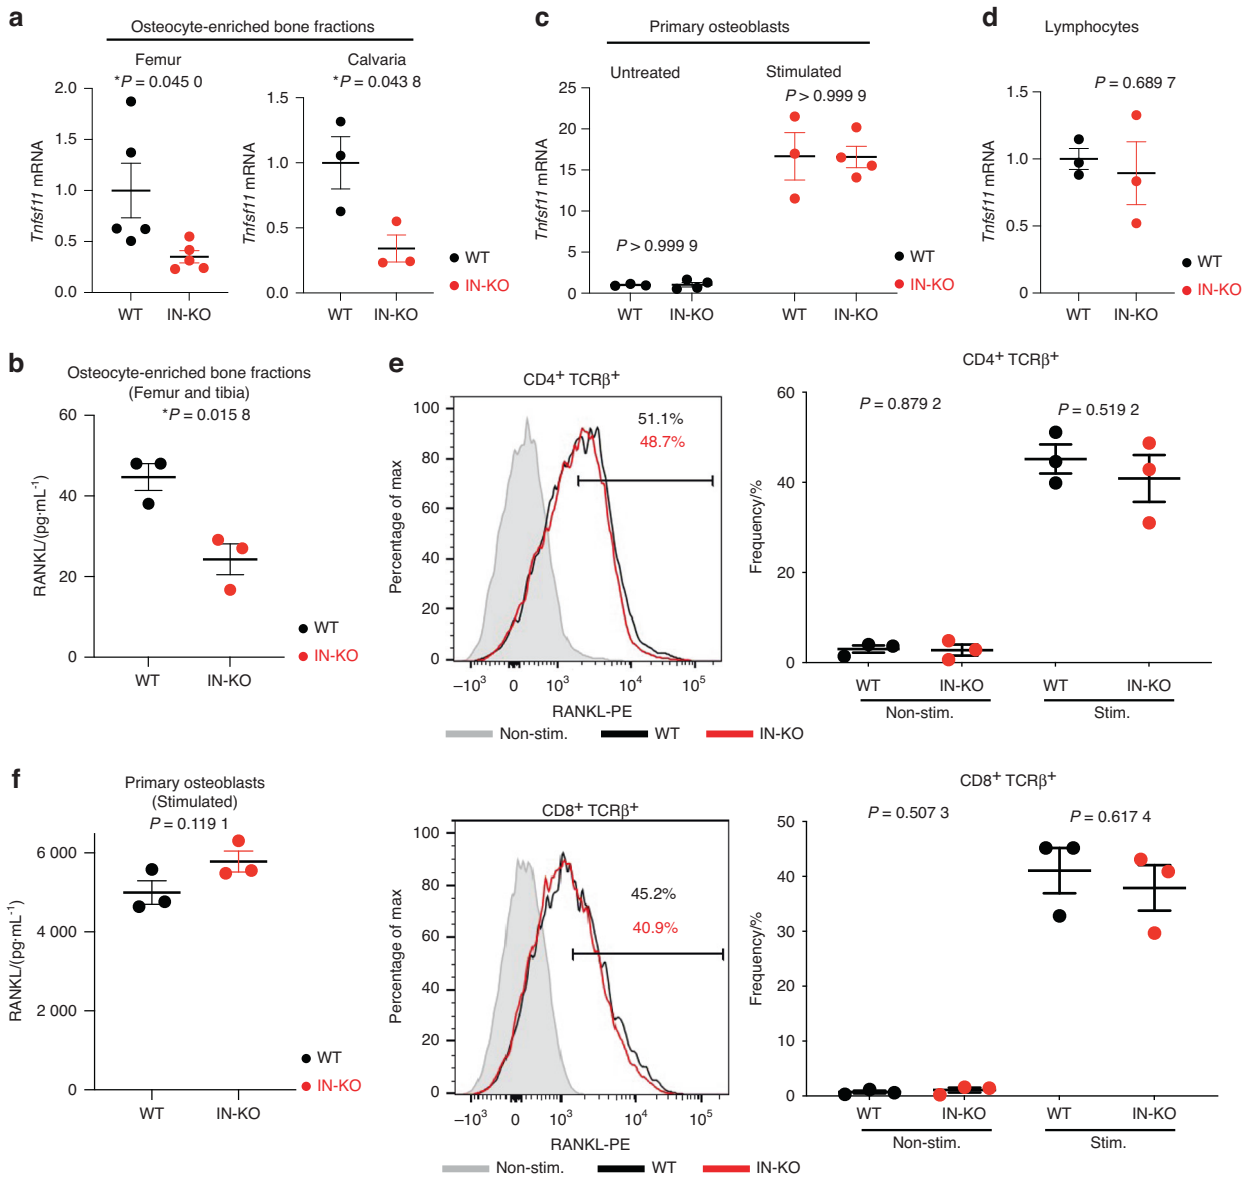 a
Osteocyte-enriched bone fractions
Femur
*P = 0.045 0
Tnfsf11 mRNA
2.0
1.5
1.0
0.5
0.0
WT
IN-KO
Calvaria
*P = 0.043 8
Tnfsf11 mRNA
1.5
1.0
0.5
0.0
WT
IN-KO
WT
IN-KO
c
Primary osteoblasts
Untreated
Stimulated
P > 0.999 9
P > 0.999 9
Tnfsf11 mRNA
25
20
15
10
5
0
WT
IN-KO
WT
IN-KO
WT
IN-KO
d
Lymphocytes
P = 0.689 7
Tnfsf11 mRNA
1.5
1.0
0.5
0
WT
IN-KO
WT
IN-KO
b
Osteocyte-enriched bone fractions
(Femur and tibia)
*P = 0.015 8
RANKL/(pg·mL⁻¹)
60
40
20
0
WT
IN-KO
WT
IN-KO
e
CD4⁺ TCRβ⁺
51.1%
48.7%
Percentage of max
100
80
60
40
20
0
−10³
0
10³
10⁴
10⁵
RANKL-PE
Non-stim.
WT
IN-KO
CD4⁺ TCRβ⁺
P = 0.879 2
P = 0.519 2
Frequency/%
60
40
20
0
WT
IN-KO
WT
IN-KO
Non-stim.
Stim.
f
Primary osteoblasts
(Stimulated)
P = 0.119 1
RANKL/(pg·mL⁻¹)
6 000
4 000
2 000
0
WT
IN-KO
WT
IN-KO
CD8⁺ TCRβ⁺
45.2%
40.9%
Percentage of max
100
80
60
40
20
0
−10³
0
10³
10⁴
10⁵
RANKL-PE
Non-stim.
WT
IN-KO
CD8⁺ TCRβ⁺
P = 0.507 3
P = 0.617 4
Frequency/%
50
40
30
20
10
0
WT
IN-KO
WT
IN-KO
Non-stim.
Stim.